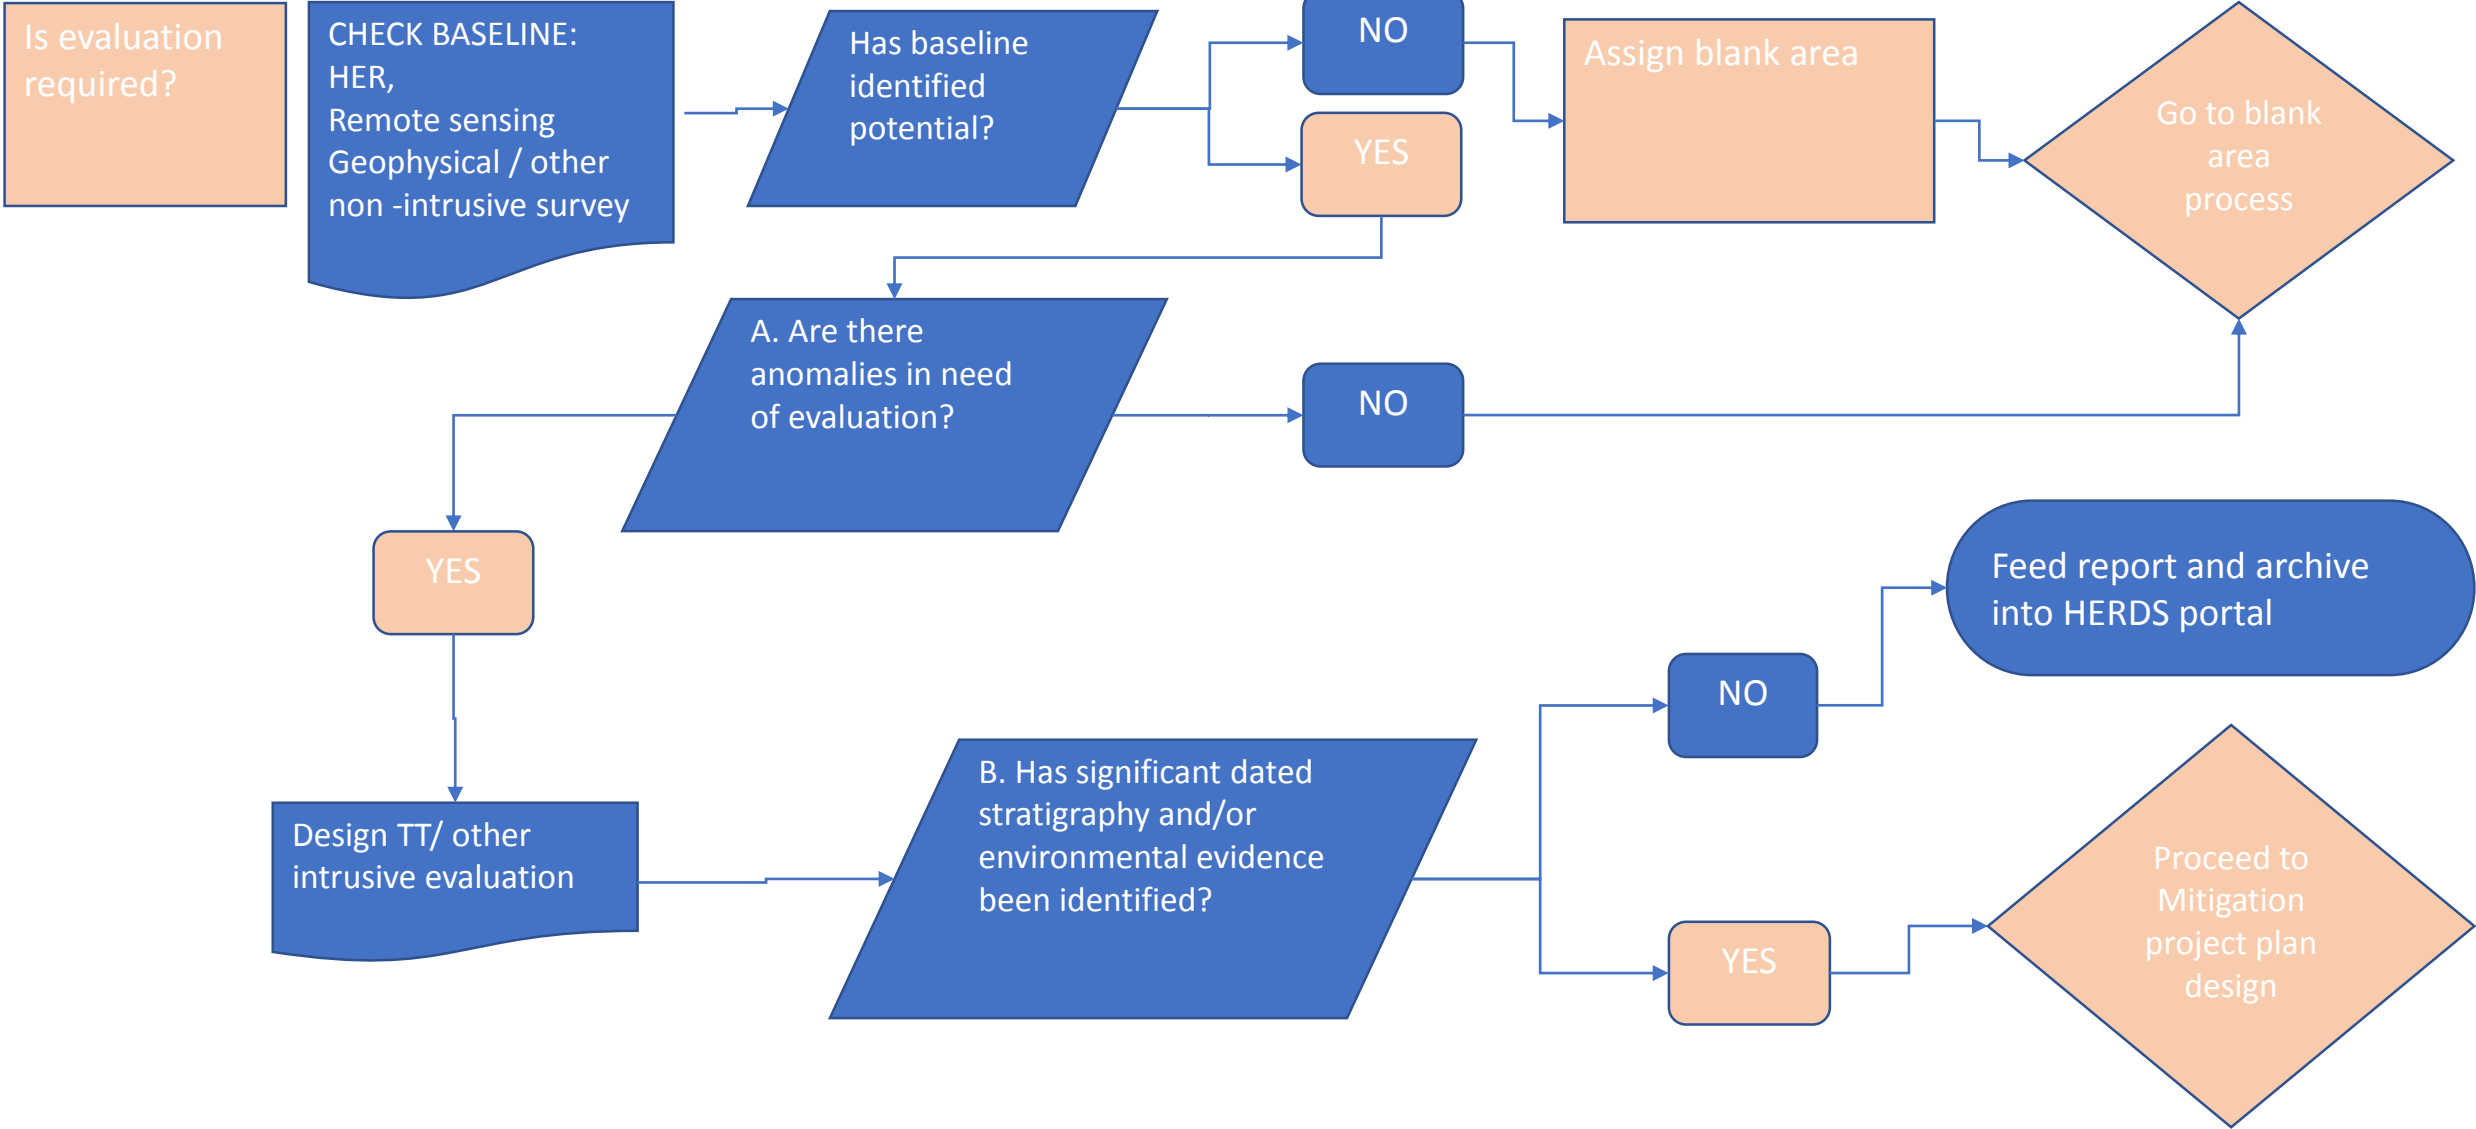 Is evaluation
required?
CHECK BASELINE:
HER,
Remote sensing
Geophysical / other
non -intrusive survey
Has baseline
identified
potential?
NO
YES
Assign blank area
Go to blank
area
process
A. Are there
anomalies in need
of evaluation?
NO
YES
Feed report and archive
into HERDS portal
NO
Design TT/ other
intrusive evaluation
B. Has significant dated
stratigraphy and/or
environmental evidence
been identified?
YES
Proceed to
Mitigation
project plan
design